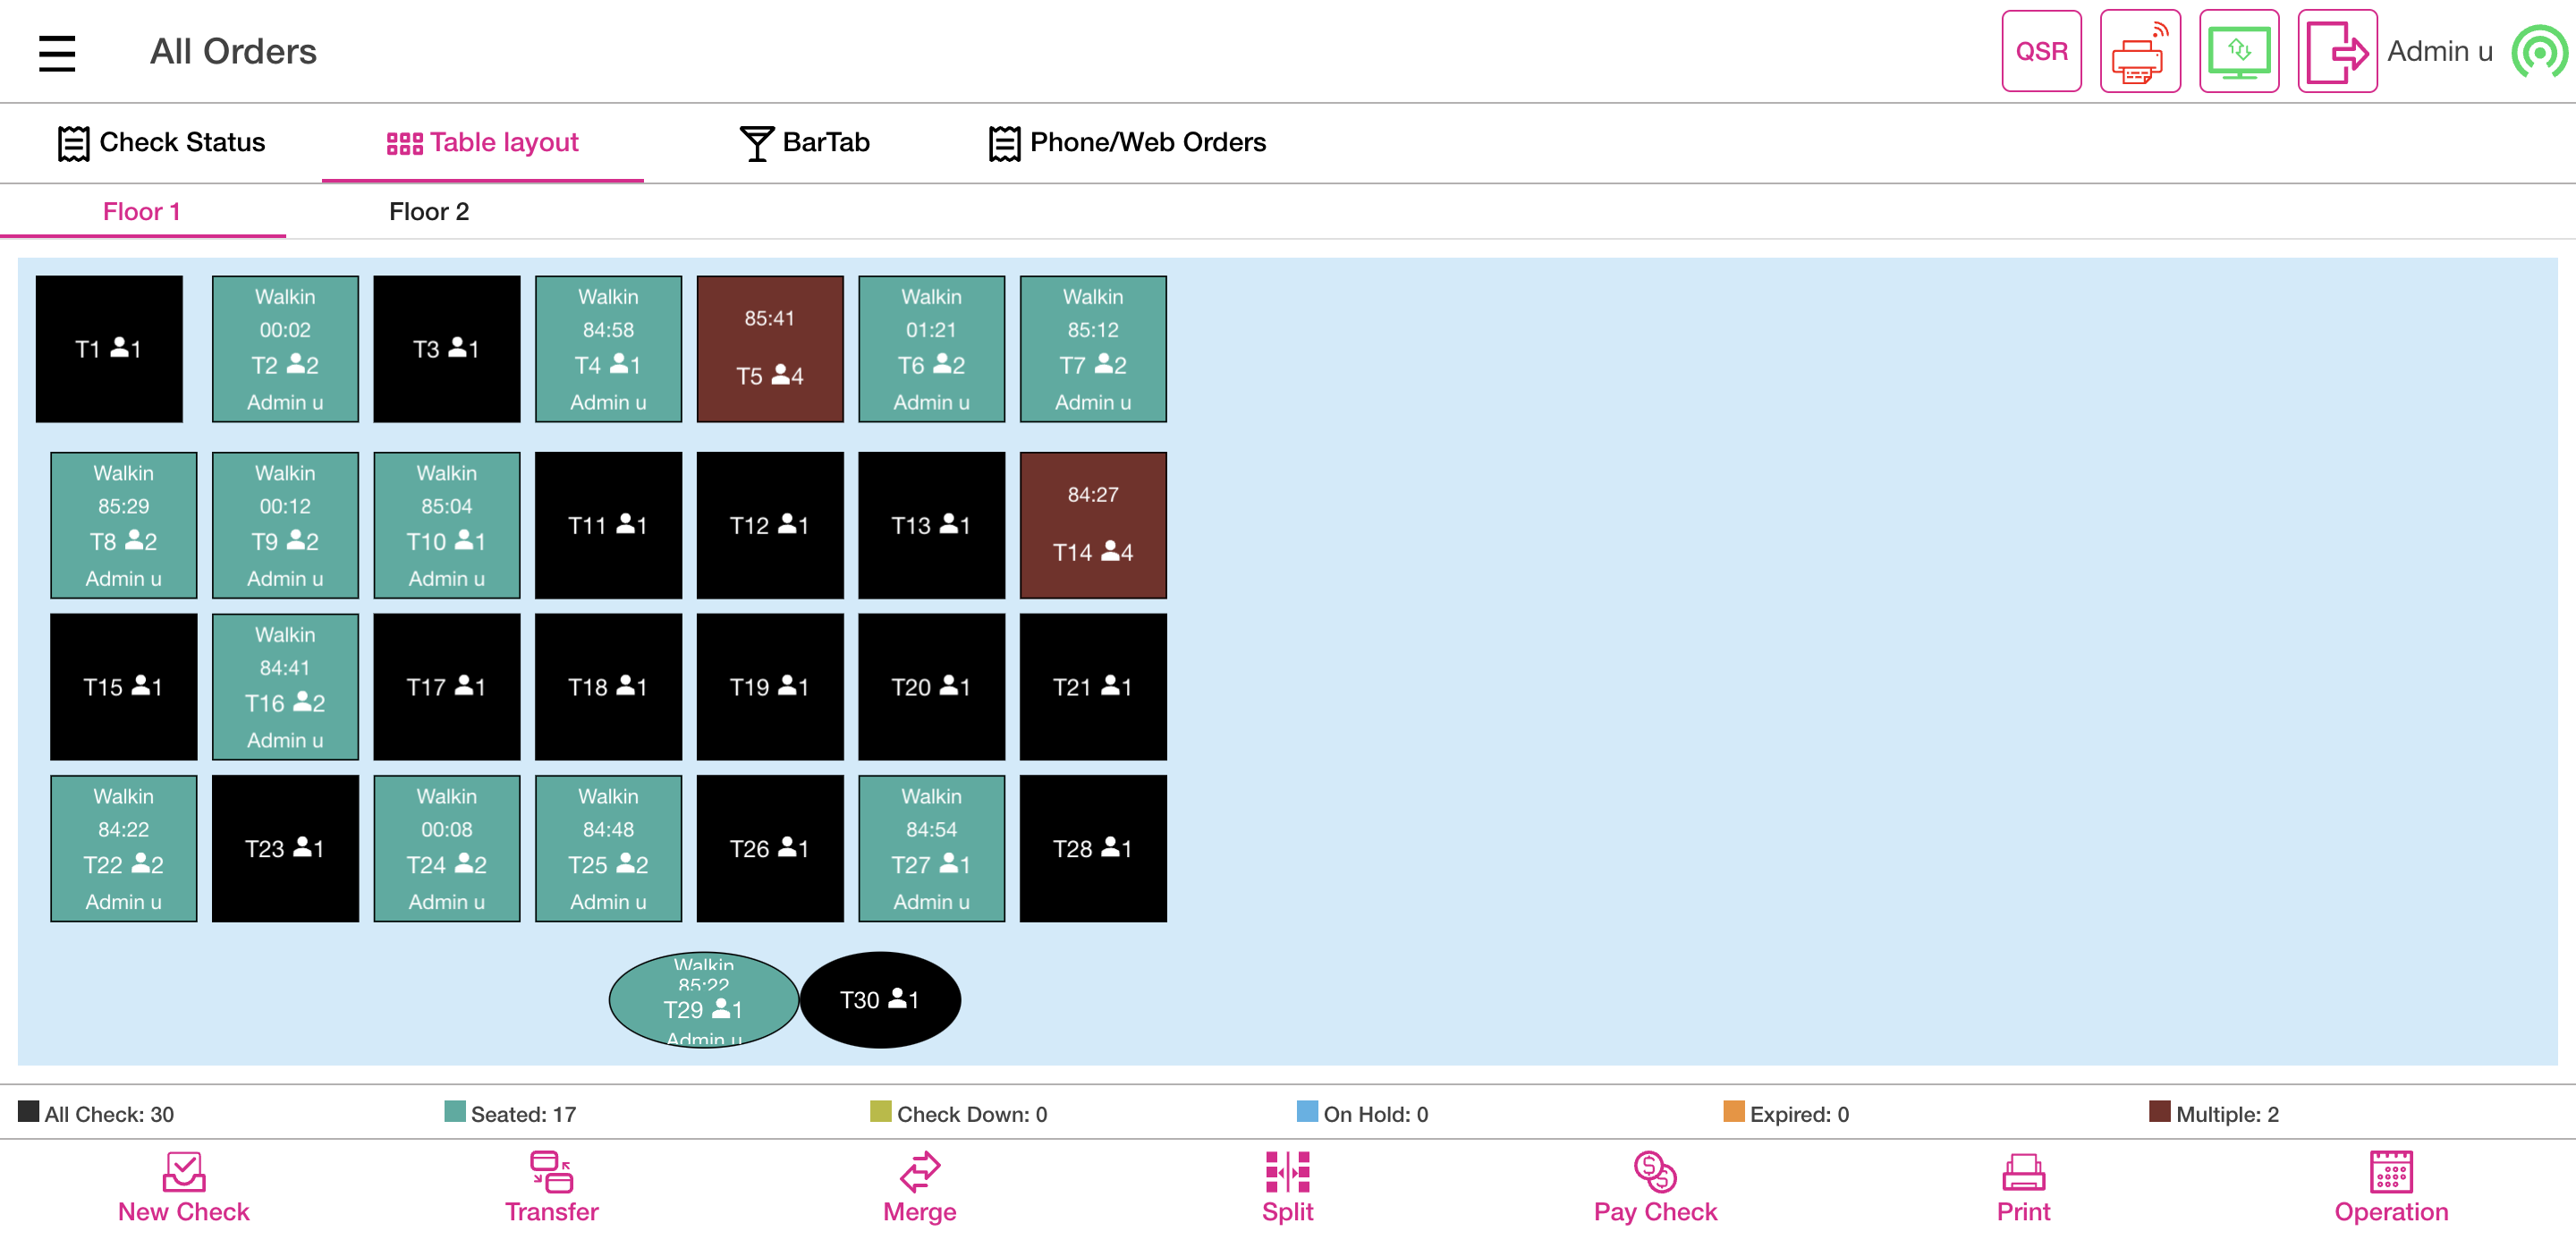 All Orders
QSR
Admin u
Check Status
Table layout
BarTab
Phone/Web Orders
Floor 1
Floor 2
T1 1
Walkin
00:02
T2 2
Admin u
T3 1
Walkin
84:58
T4 1
Admin u
85:41
T5 4
Walkin
01:21
T6 2
Admin u
Walkin
85:12
T7 2
Admin u
Walkin
85:29
T8 2
Admin u
Walkin
00:12
T9 2
Admin u
Walkin
85:04
T10 1
Admin u
T11 1
T12 1
T13 1
84:27
T14 4
T15 1
Walkin
84:41
T16 2
Admin u
T17 1
T18 1
T19 1
T20 1
T21 1
Walkin
84:22
T22 2
Admin u
T23 1
Walkin
00:08
T24 2
Admin u
Walkin
84:48
T25 2
Admin u
T26 1
Walkin
84:54
T27 1
Admin u
T28 1
Walkin
85:22
T29 1
Admin u
T30 1
All Check: 30
Seated: 17
Check Down: 0
On Hold: 0
Expired: 0
Multiple: 2
New Check
Transfer
Merge
Split
Pay Check
Print
Operation